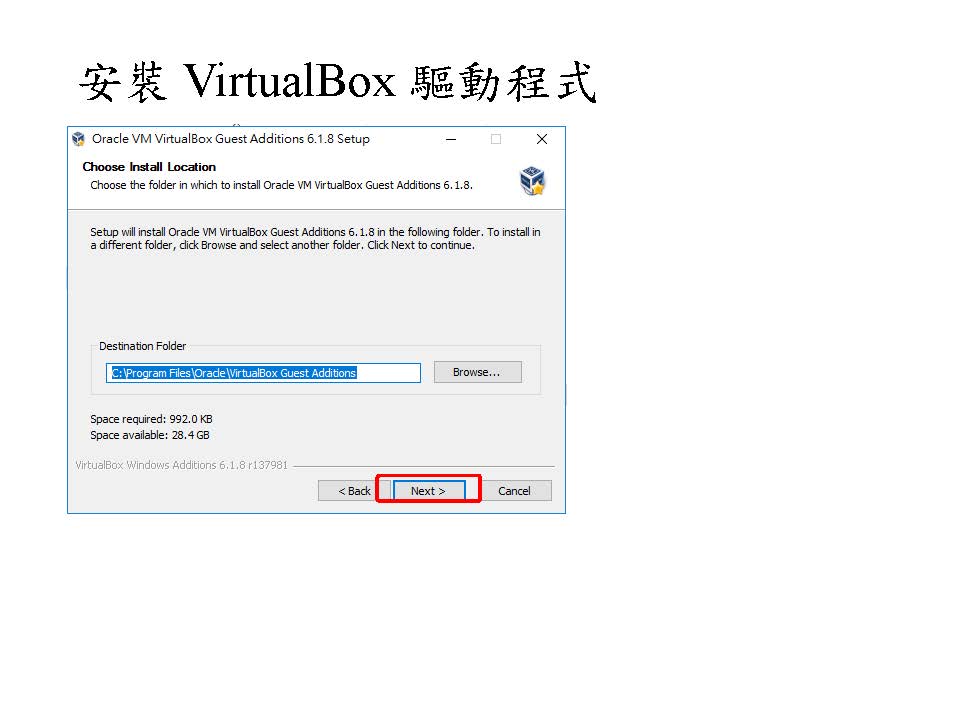 安裝 VirtualBox 驅動程式
Oracle VM VirtualBox Guest Additions 6.1.8 Setup
Choose Install Location
Choose the folder in which to install Oracle VM VirtualBox Guest Additions 6.1.8.
Setup will install Oracle VM VirtualBox Guest Additions 6.1.8 in the following folder. To install in
a different folder, click Browse and select another folder. Click Next to continue.
Destination Folder
C:\Program Files\Oracle\VirtualBox Guest Additions
Browse...
Space required: 992.0 KB
Space available: 28.4 GB
VirtualBox Windows Additions 6.1.8 r137981
< Back Next > Cancel